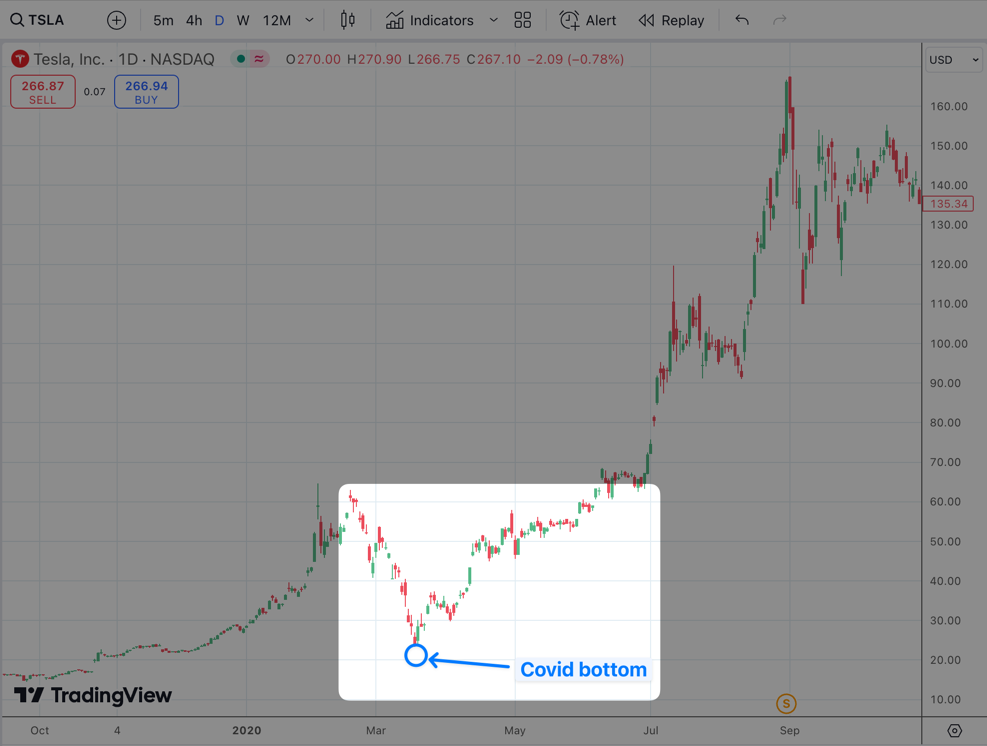 TSLA 5m 4h D W 12M Indicators Alert Replay
Tesla, Inc. · 1D · NASDAQ ≈ O270.00 H270.90 L266.75 C267.10 −2.09 (−0.78%) USD
266.87 0.07 266.94
SELL BUY
160.00
150.00
140.00
135.34
130.00
120.00
110.00
100.00
90.00
80.00
70.00
60.00
50.00
40.00
30.00
20.00
Covid bottom
10.00
TradingView
S
Oct 4 2020 Mar May Jul Sep